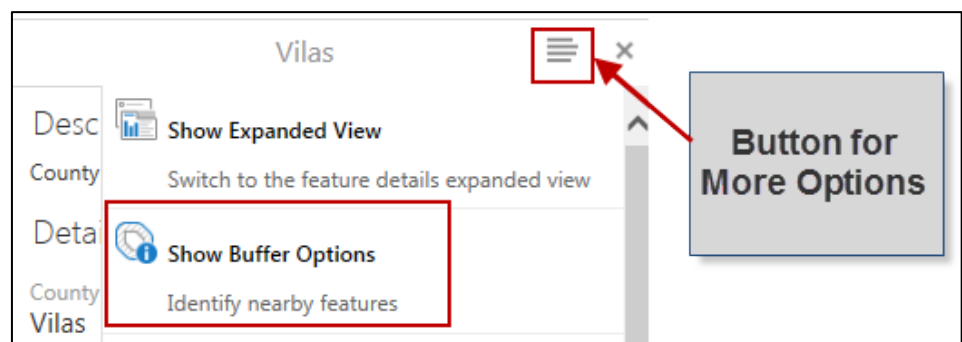 Vilas
Desc
Show Expanded View
County
Switch to the feature details expanded view
Detai
Show Buffer Options
County
Identify nearby features
Vilas
Button for
More Options